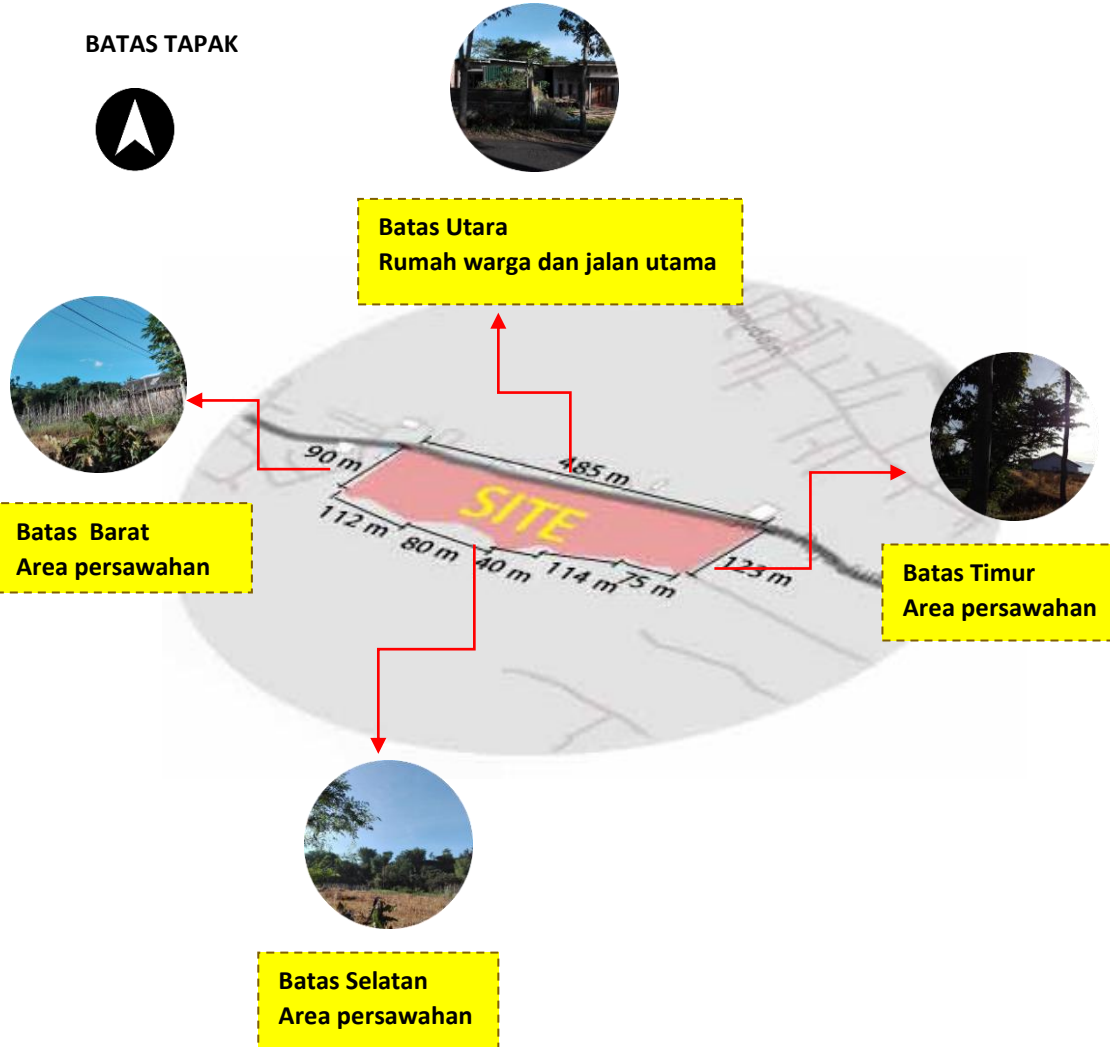 BATAS TAPAK
Batas Utara
Rumah warga dan jalan utama
90 m
485 m
SITE
112 m
80 m
40 m
114 m
75 m
123 m
Batas Barat
Area persawahan
Batas Timur
Area persawahan
Batas Selatan
Area persawahan